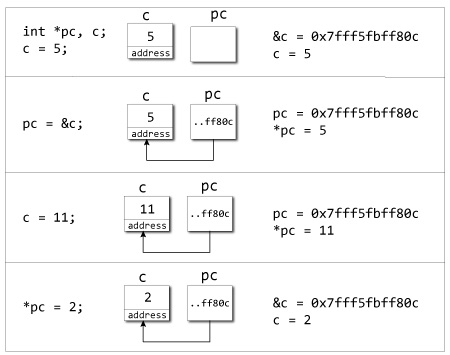 int *pc, c;
c = 5;
c pc
5
address
&c = 0x7fff5fbff80c
c = 5
pc = &c;
c pc
5 ..ff80c
address
pc = 0x7fff5fbff80c
*pc = 5
c = 11;
c pc
11 ..ff80c
address
pc = 0x7fff5fbff80c
*pc = 11
*pc = 2;
c pc
2 ..ff80c
address
&c = 0x7fff5fbff80c
c = 2